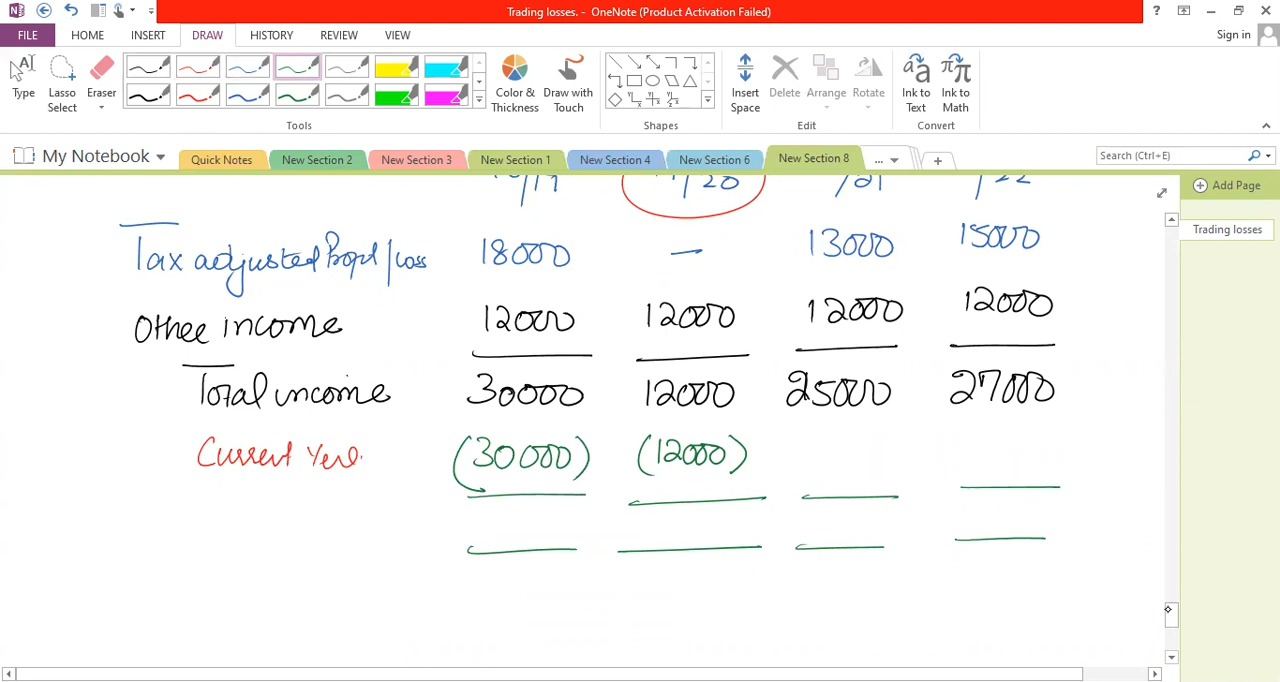 Trading losses. - OneNote (Product Activation Failed)
FILE HOME INSERT DRAW HISTORY REVIEW VIEW
Sign in
Type
Lasso Select
Eraser
Color & Thickness
Draw with Touch
Insert Space
Delete
Arrange
Rotate
Ink to Text
Ink to Math
Tools Shapes Edit Convert
My Notebook Quick Notes New Section 2 New Section 3 New Section 1 New Section 4 New Section 6 New Section 8 ...
Search (Ctrl+E)
Add Page
Trading losses
/19 /20 /21 /22
Tax adjusted Profit/loss 18000 — 13000 15000
Other income 12000 12000 12000 12000
Total income 30000 12000 25000 27000
Current (30000) (12000)